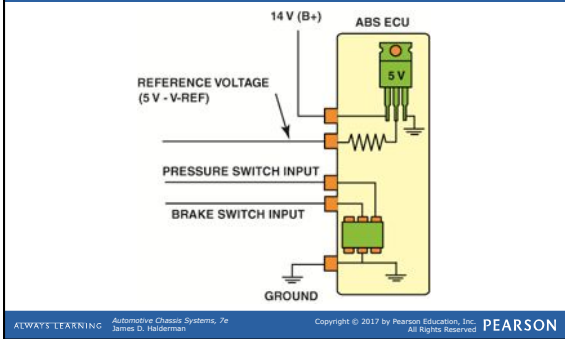 14 V (B+)
ABS ECU
5 V
REFERENCE VOLTAGE
(5 V - V-REF)
PRESSURE SWITCH INPUT
BRAKE SWITCH INPUT
GROUND
ALWAYS LEARNING
Automotive Chassis Systems, 7e
James D. Halderman
Copyright © 2017 by Pearson Education, Inc.
All Rights Reserved
PEARSON